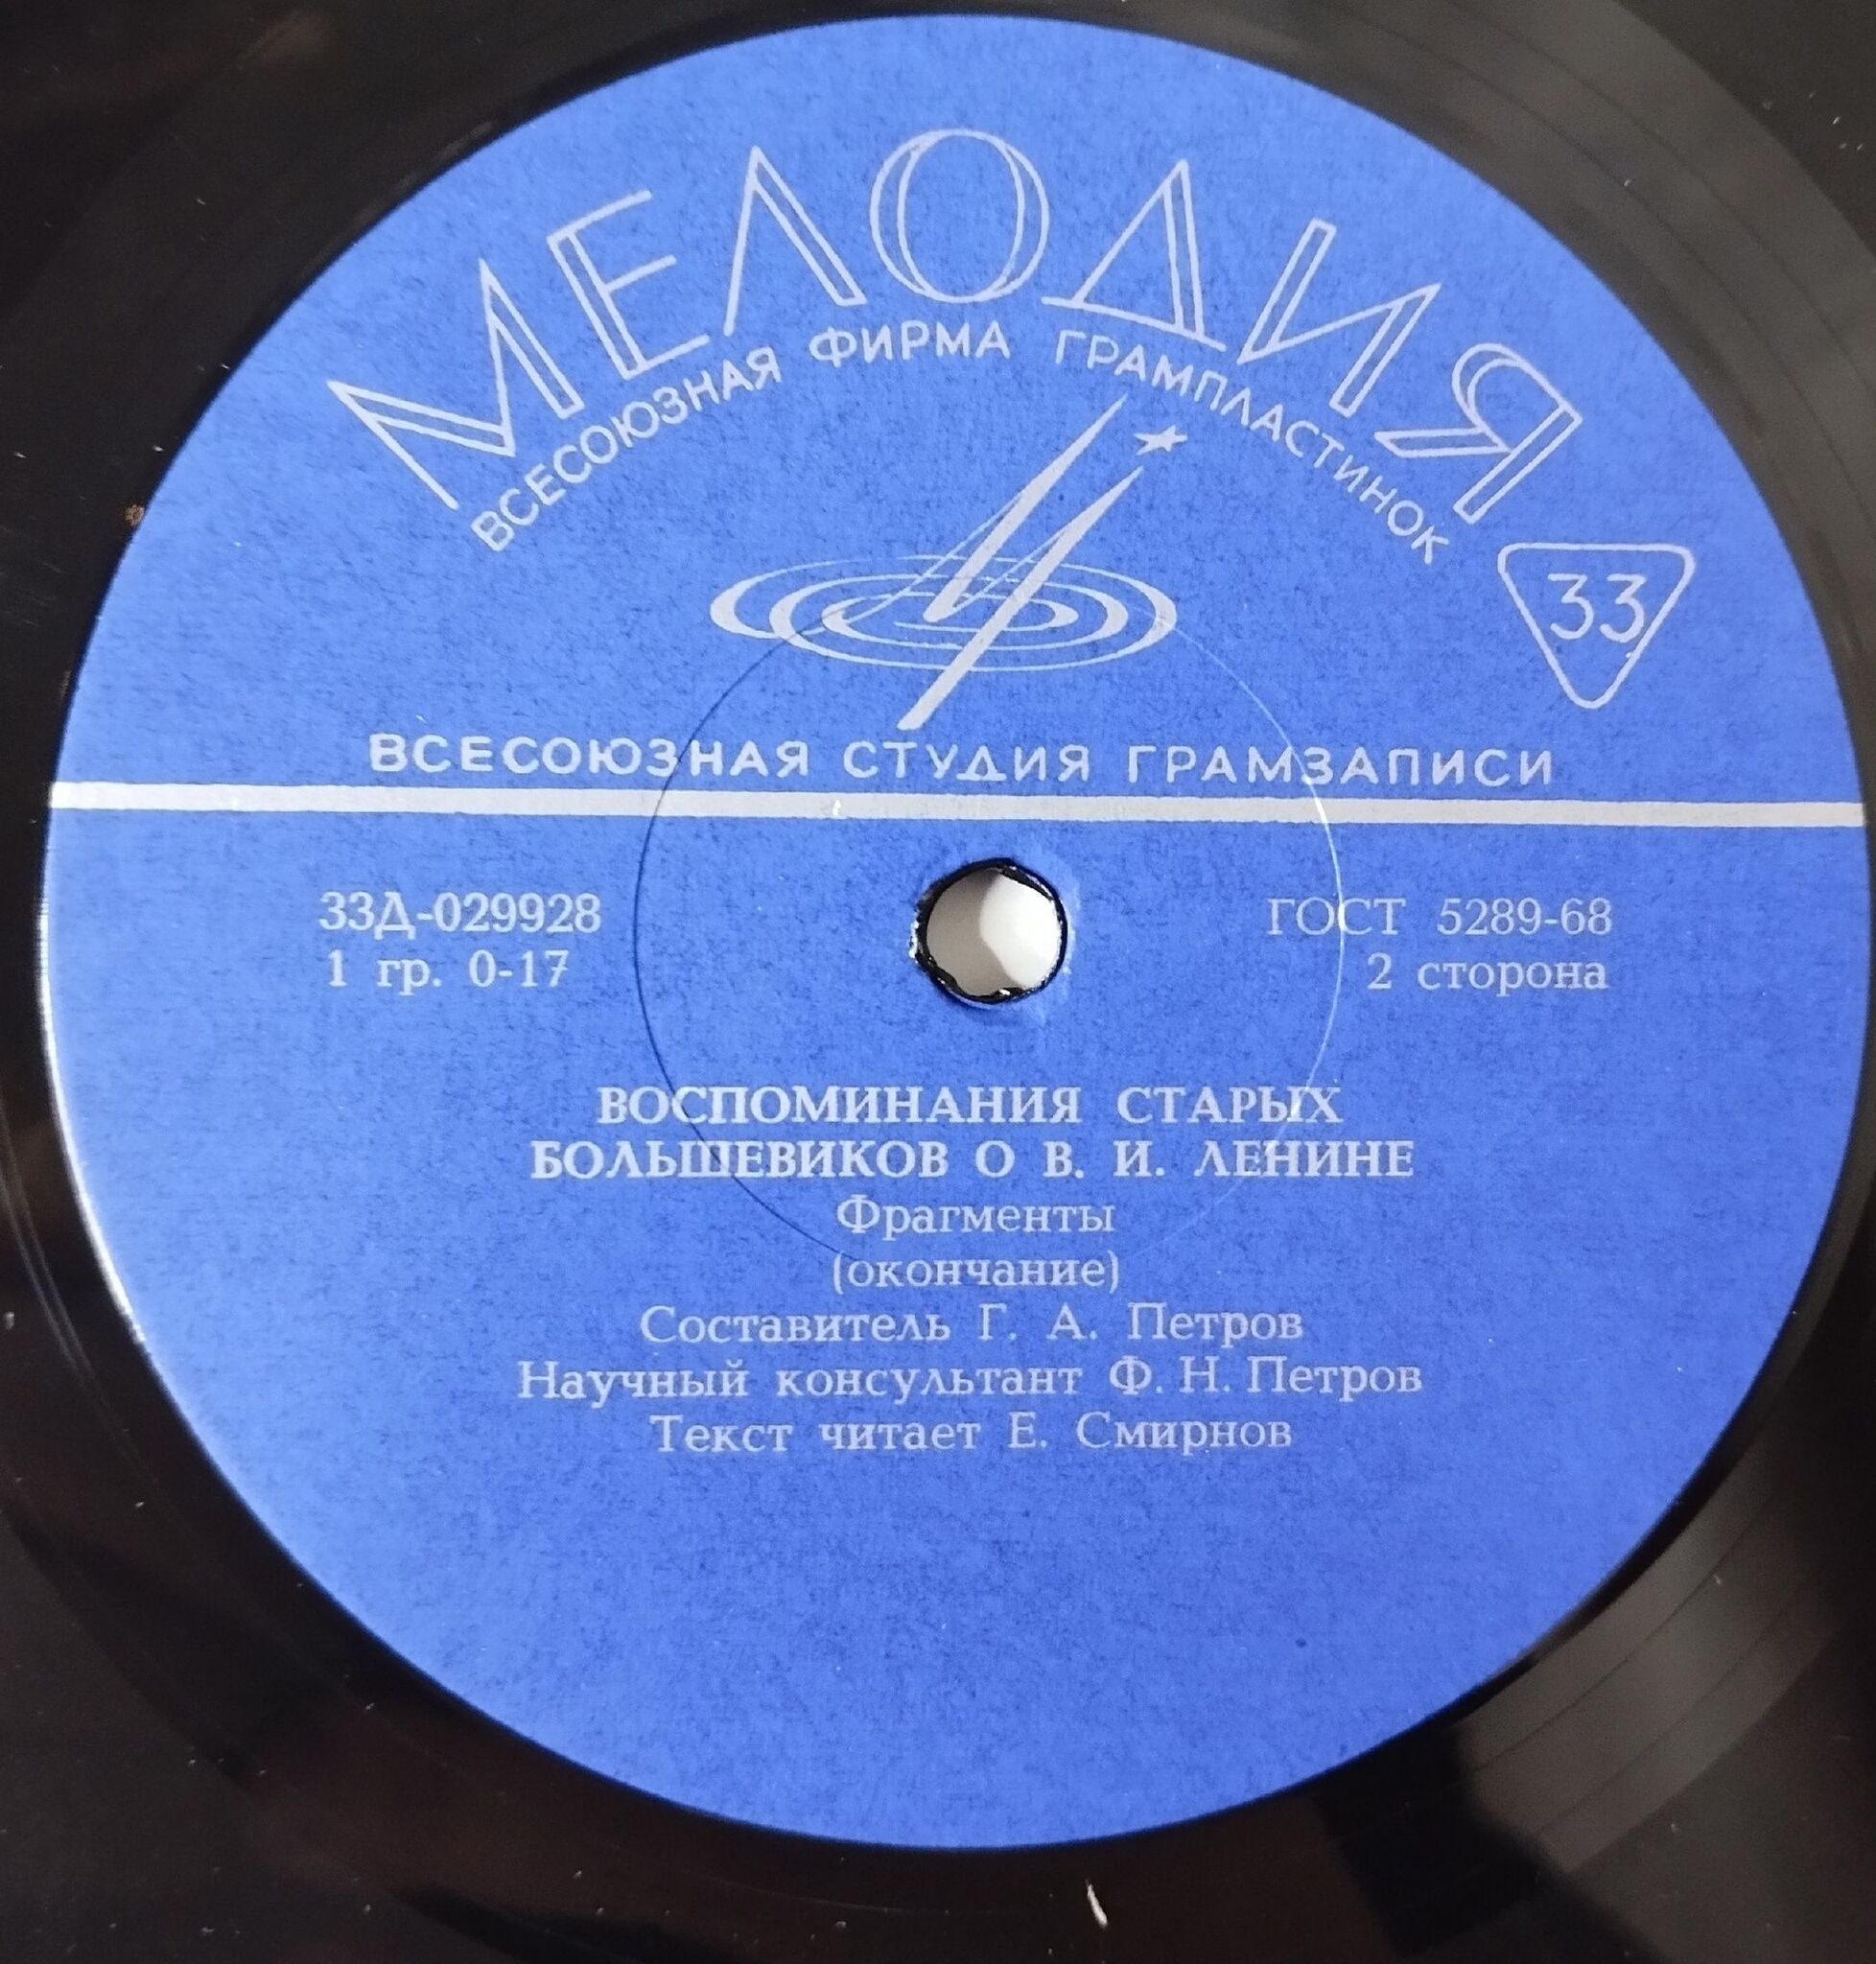 МЕЛОДИЯ
ВСЕСОЮЗНАЯ ФИРМА ГРАМПЛАСТИНОК
33
ВСЕСОЮЗНАЯ СТУДИЯ ГРАМЗАПИСИ
33Д-029928
1 гр. 0-17
ГОСТ 5289-68
2 сторона
ВОСПОМИНАНИЯ СТАРЫХ
БОЛЬШЕВИКОВ О В. И. ЛЕНИНЕ
Фрагменты
(окончание)
Составитель Г. А. Петров
Научный консультант Ф. Н. Петров
Текст читает Е. Смирнов